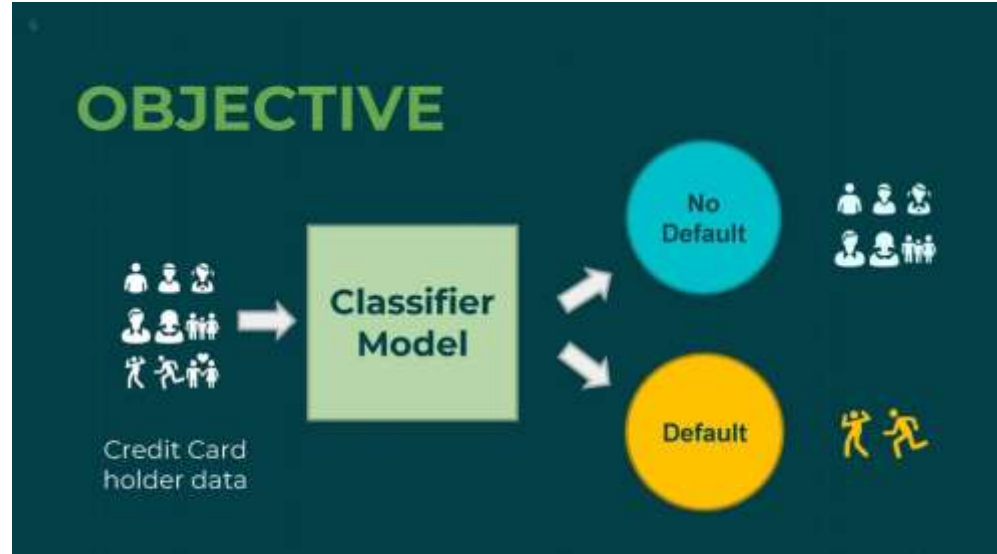 OBJECTIVE
Credit Card
holder data
Classifier
Model
No
Default
Default